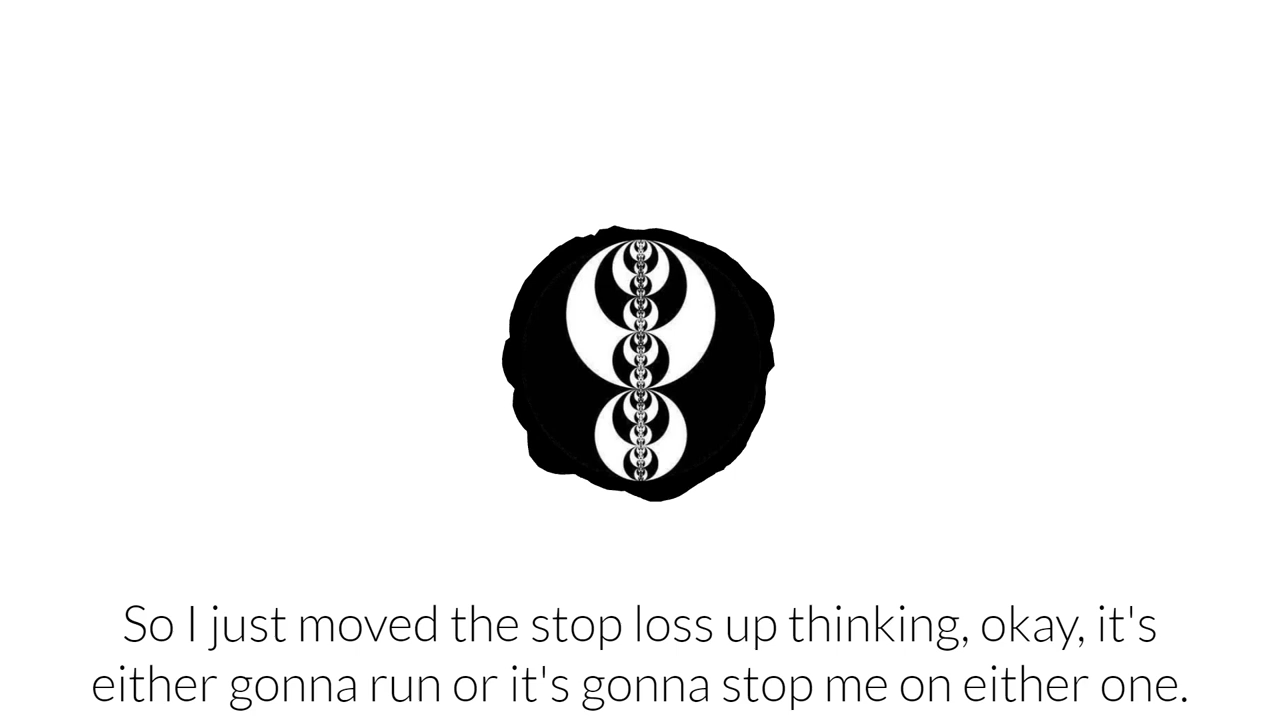 So I just moved the stop loss up thinking, okay, it's
either gonna run or it's gonna stop me on either one.